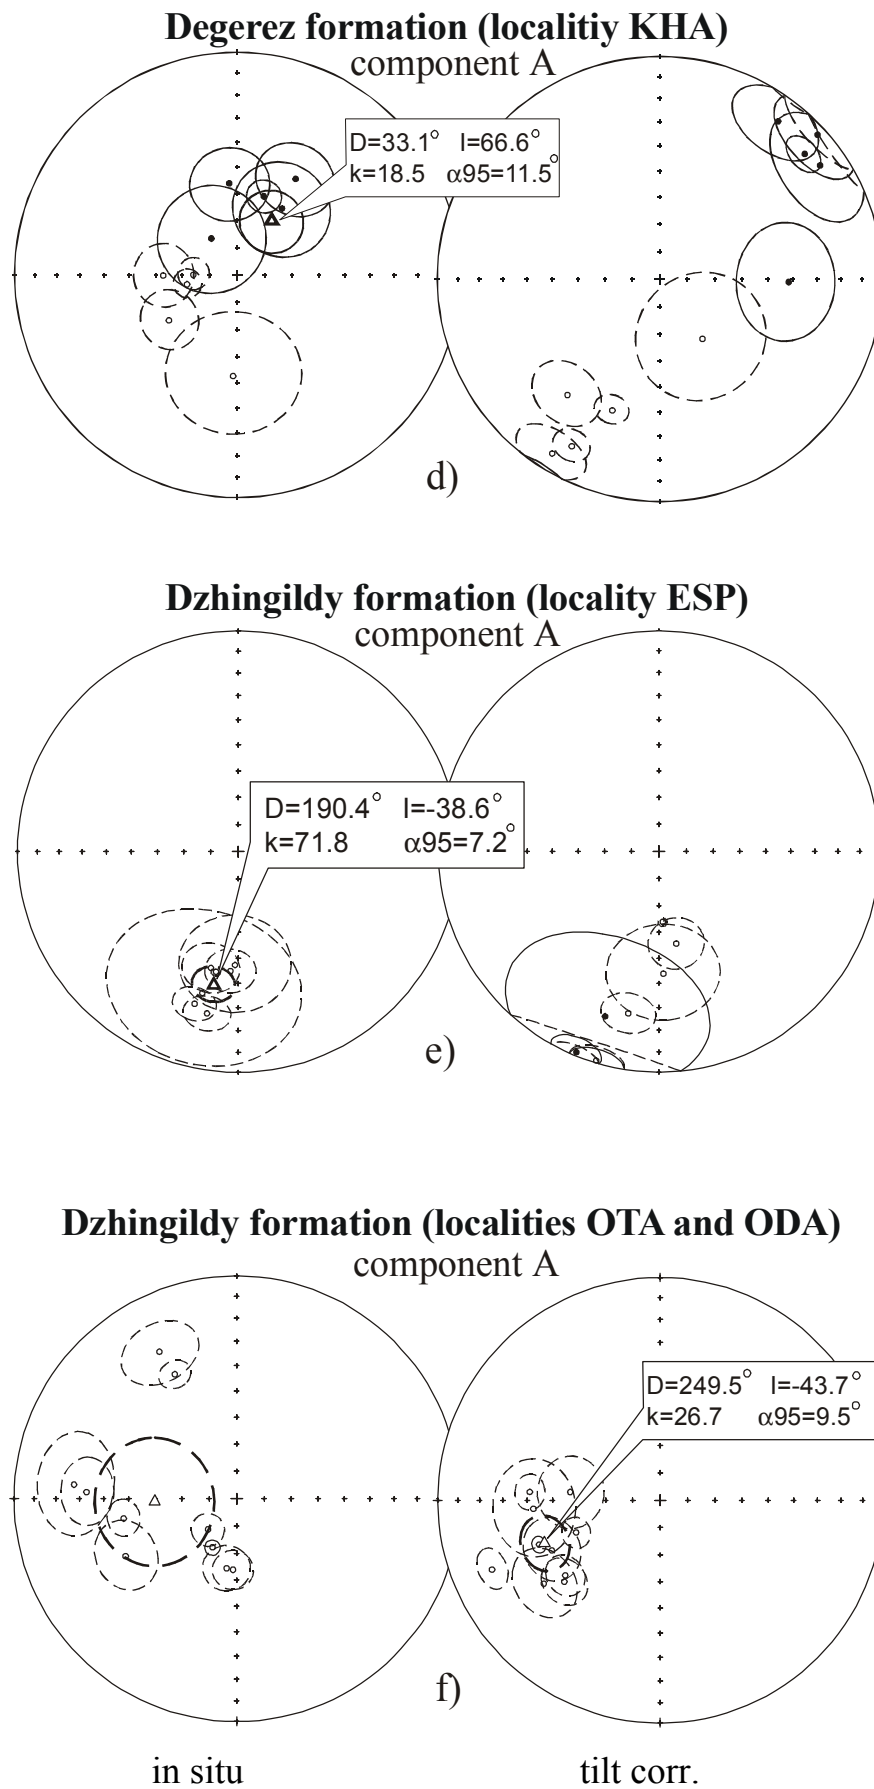 Degerez formation (localitiy KHA)
component A
D=33.1° I=66.6°
k=18.5 α95=11.5°
d)
Dzhingildy formation (locality ESP)
component A
D=190.4° I=-38.6°
k=71.8 α95=7.2°
e)
Dzhingildy formation (localities OTA and ODA)
component A
D=249.5° I=-43.7°
k=26.7 α95=9.5°
f)
in situ tilt corr.